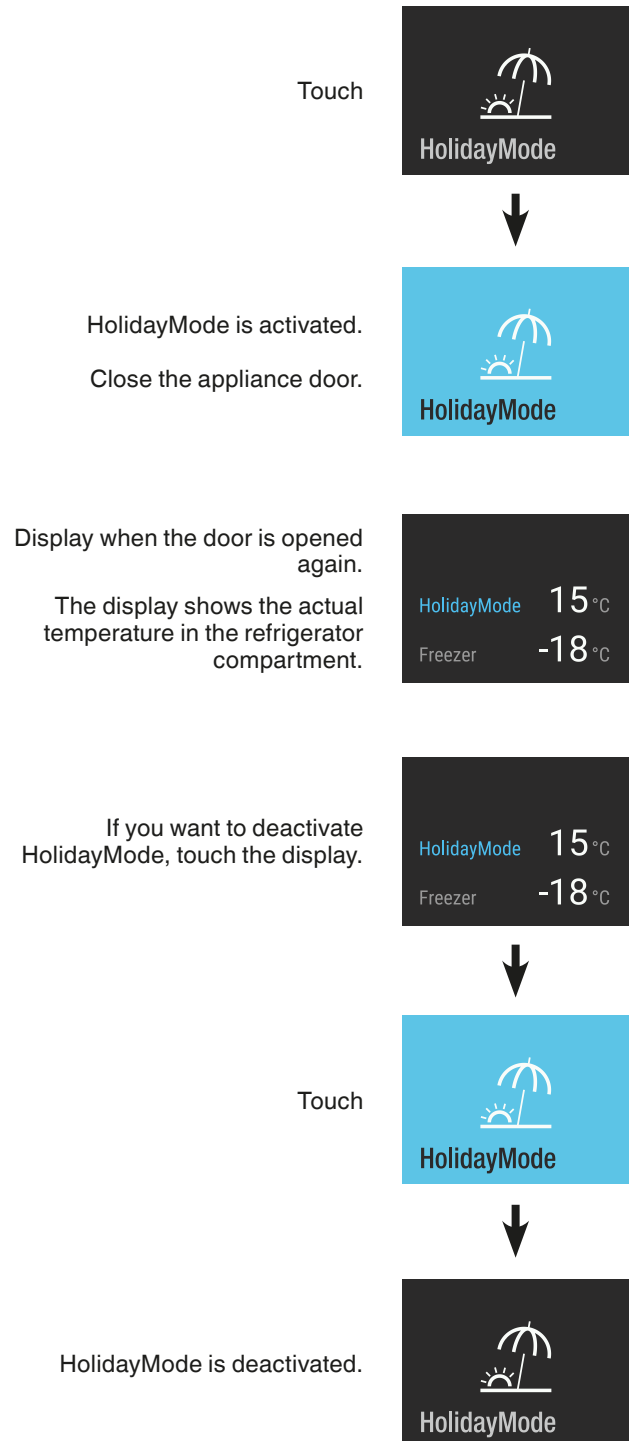 Touch
HolidayMode
HolidayMode is activated.
Close the appliance door.
HolidayMode
Display when the door is opened
again.
The display shows the actual
temperature in the refrigerator
compartment.
HolidayMode 15 °C
Freezer -18 °C
If you want to deactivate
HolidayMode, touch the display.
HolidayMode 15 °C
Freezer -18 °C
Touch
HolidayMode
HolidayMode is deactivated.
HolidayMode